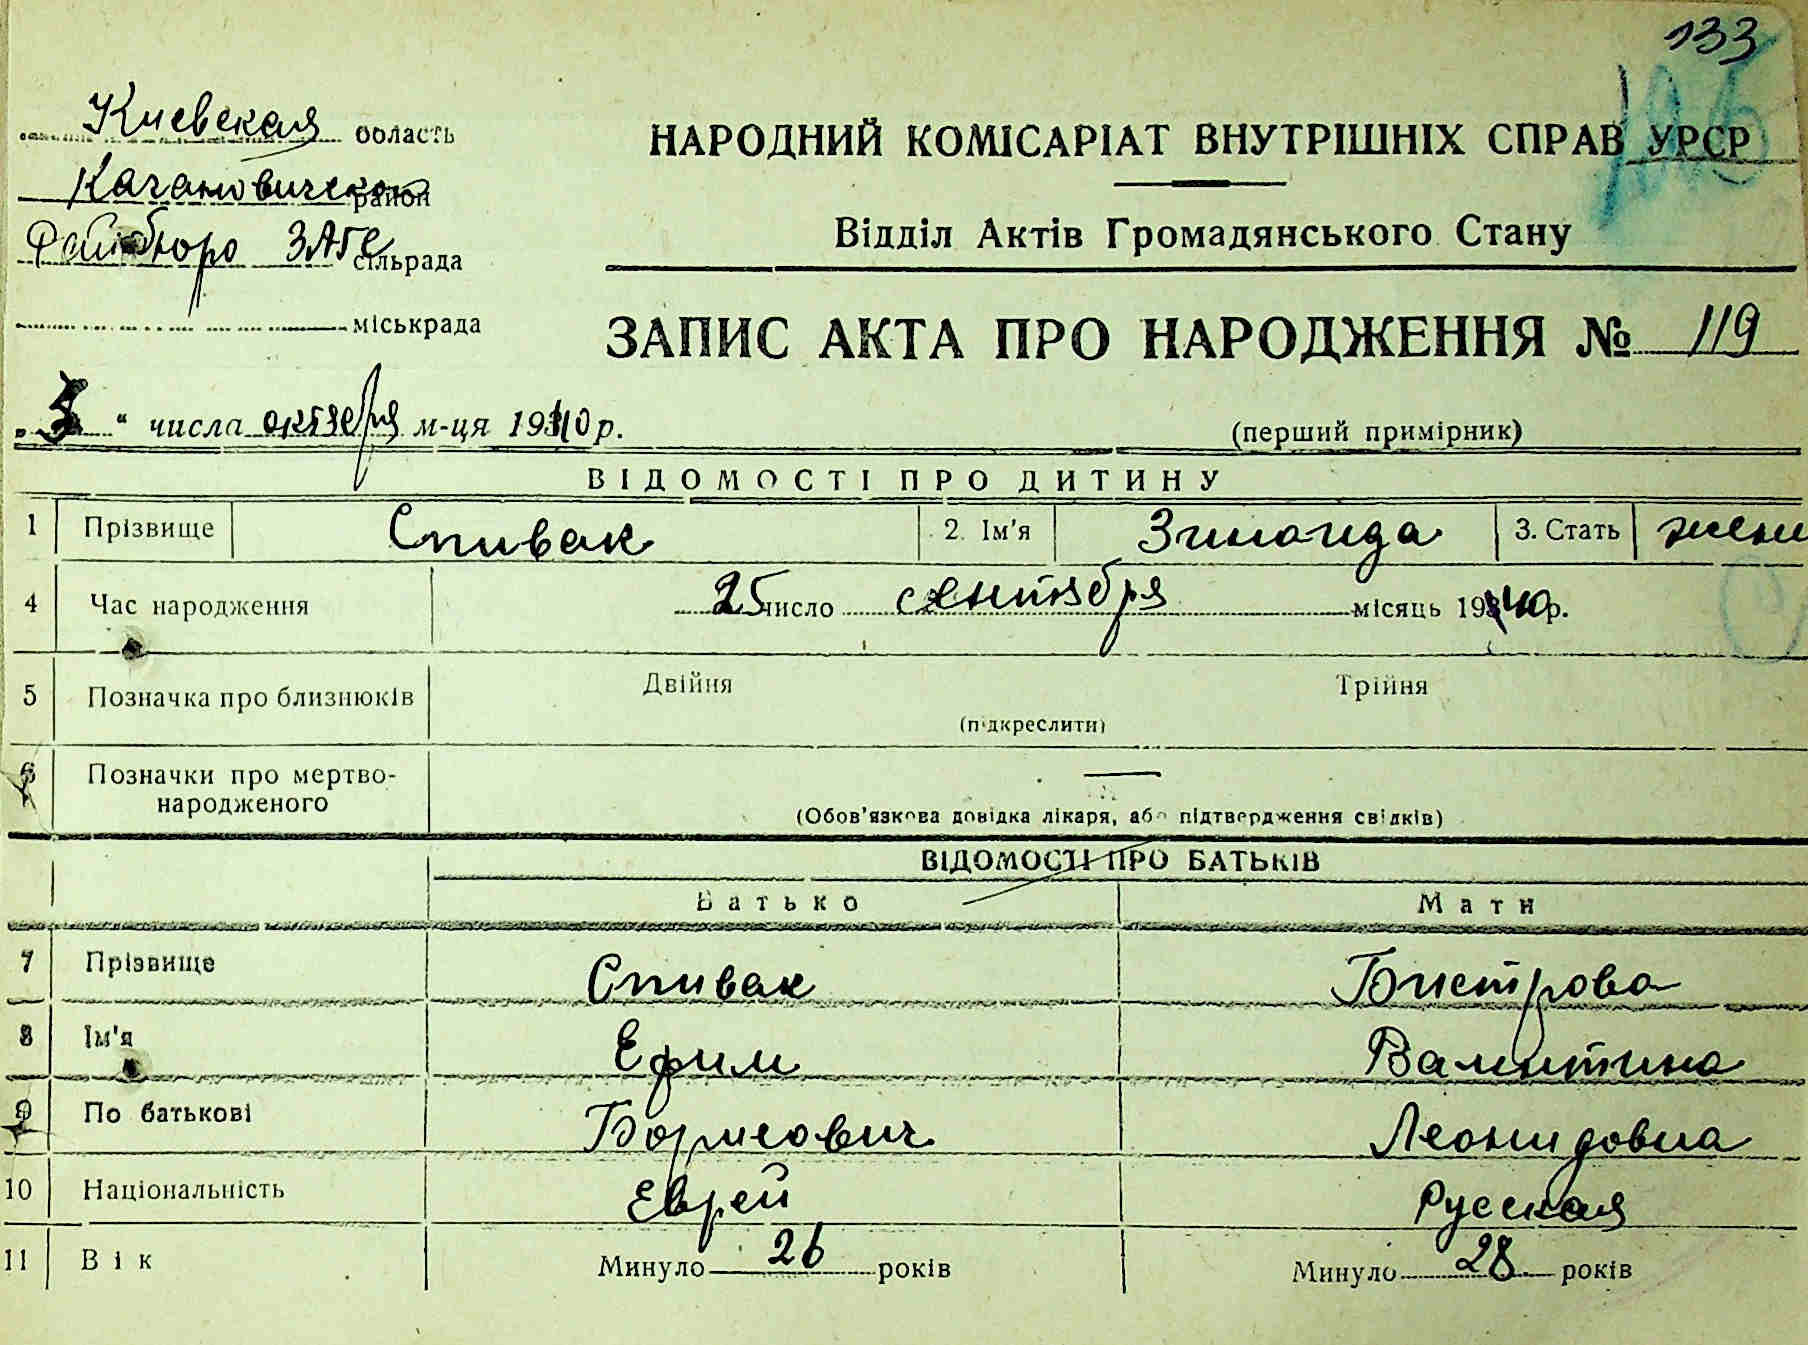 133
Киевская область
НАРОДНИЙ КОМІСАРІАТ ВНУТРІШНІХ СПРАВ УРСР
Кагановичский район
Відділ Актів Громадянського Стану
Райбюро ЗАГС сільрада
міськрада
ЗАПИС АКТА ПРО НАРОДЖЕННЯ № 119
„ 3 “ числа октября м-ця 1940 р.
(перший примірник)
ВІДОМОСТІ ПРО ДИТИНУ
1 Прізвище Спивак 2. Ім'я Зинаида 3. Стать жен
4 Час народження 25 число сентября місяць 1940 р.
5 Позначка про близнюків Двійня Трійня
(підкреслити)
6 Позначки про мертво-
народженого —
(Обов'язкова довідка лікаря, або підтвердження свідків)
ВІДОМОСТІ ПРО БАТЬКІВ
Батько Мати
7 Прізвище Спивак Бистрова
8 Ім'я Ефим Валентина
9 По батькові Борисович Леонидовна
10 Національність Еврей Русская
11 Вік Минуло 26 років Минуло 28 років